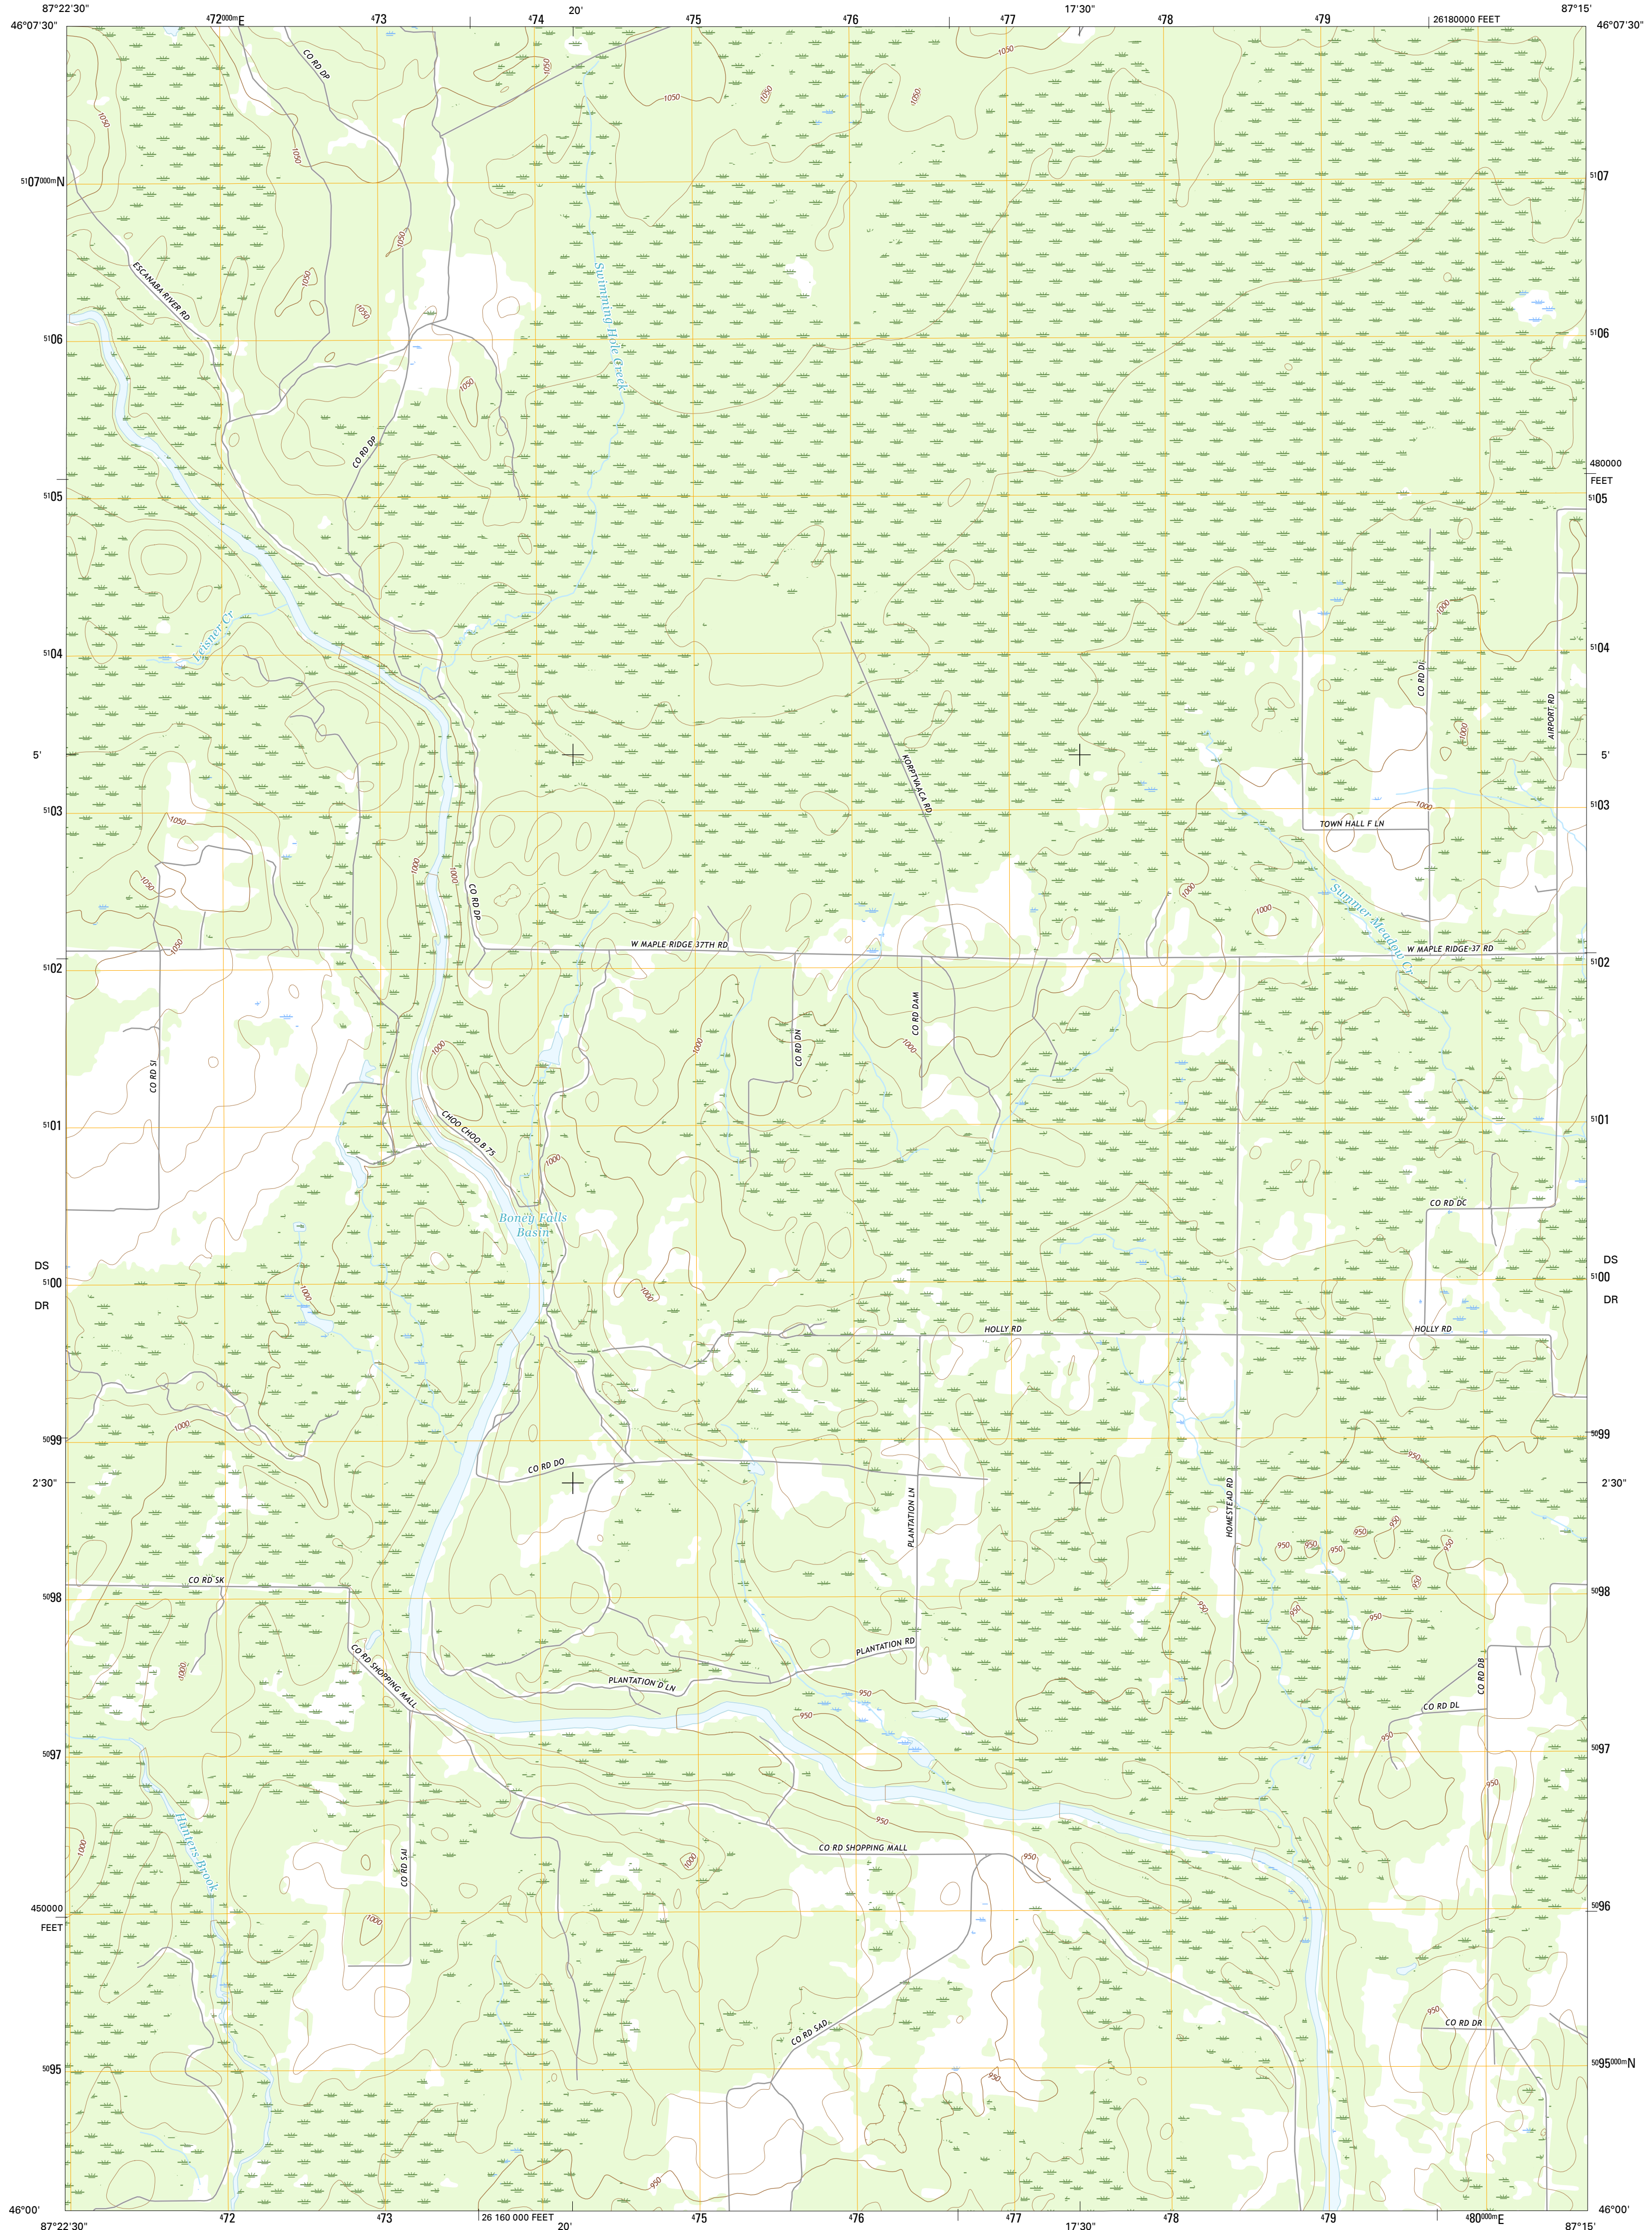 87°22'30"
⁴72⁰⁰⁰ᵐE
⁴73
⁴74
20'
⁴75
⁴76
⁴77
17'30"
⁴78
⁴79
26180000 FEET
87°15'
46°07'30"
46°07'30"
CO RD DP
1050
1050
1050
1050
1050
1050
1050
⁵¹07⁰⁰⁰ᵐN
⁵¹07
1050
1050
1050
ESCANABA RIVER RD
Swimming Hole Creek
⁵¹06
⁵¹06
1050
CO RD DP
480000
FEET
⁵¹05
⁵¹05
Leisner Cr
1000
⁵¹04
⁵¹04
CO RD DL
AIRPORT RD
1000
5'
5'
KORPTVAACA RD
⁵¹03
⁵¹03
1000
TOWN HALL F LN
1050
1000
1000
1050
CO RD DP
1000
1000
Summer Meadow Cr
1050
W MAPLE RIDGE 37TH RD
W MAPLE RIDGE 37 RD
⁵¹02
⁵¹02
CO RD DAM
CO RD DN
1000
1000
1000
CO RD SI
CHOO CHOO B 75
⁵¹01
⁵¹01
1000
CO RD DC
Boney Falls
Basin
DS
DS
⁵¹00
⁵¹00
DR
DR
1000
1000
HOLLY RD
HOLLY RD
1000
⁵⁰99
⁵⁰99
950
CO RD DO
2'30"
2'30"
PLANTATION LN
HOMESTEAD RD
950
950
950
950
950
950
950
CO RD SK
⁵⁰98
⁵⁰98
950
950
950
PLANTATION RD
1000
CO RD SHOPPING MALL
PLANTATION D LN
CO RD DB
950
950
CO RD DL
950
⁵⁰97
⁵⁰97
950
Hunters Brook
950
CO RD SHOPPING MALL
1000
1000
950
CO RD SAI
450000
FEET
⁵⁰96
⁵⁰96
1000
950
CO RD DR
CO RD SAD
⁵⁰95
⁵⁰95⁰⁰⁰ᵐN
950
950
46°00'
46°00'
87°22'30"
⁴72
⁴73
26 160 000 FEET
20'
⁴75
⁴76
⁴77
17'30"
⁴78
⁴79
⁴80⁰⁰⁰ᵐE
87°15'